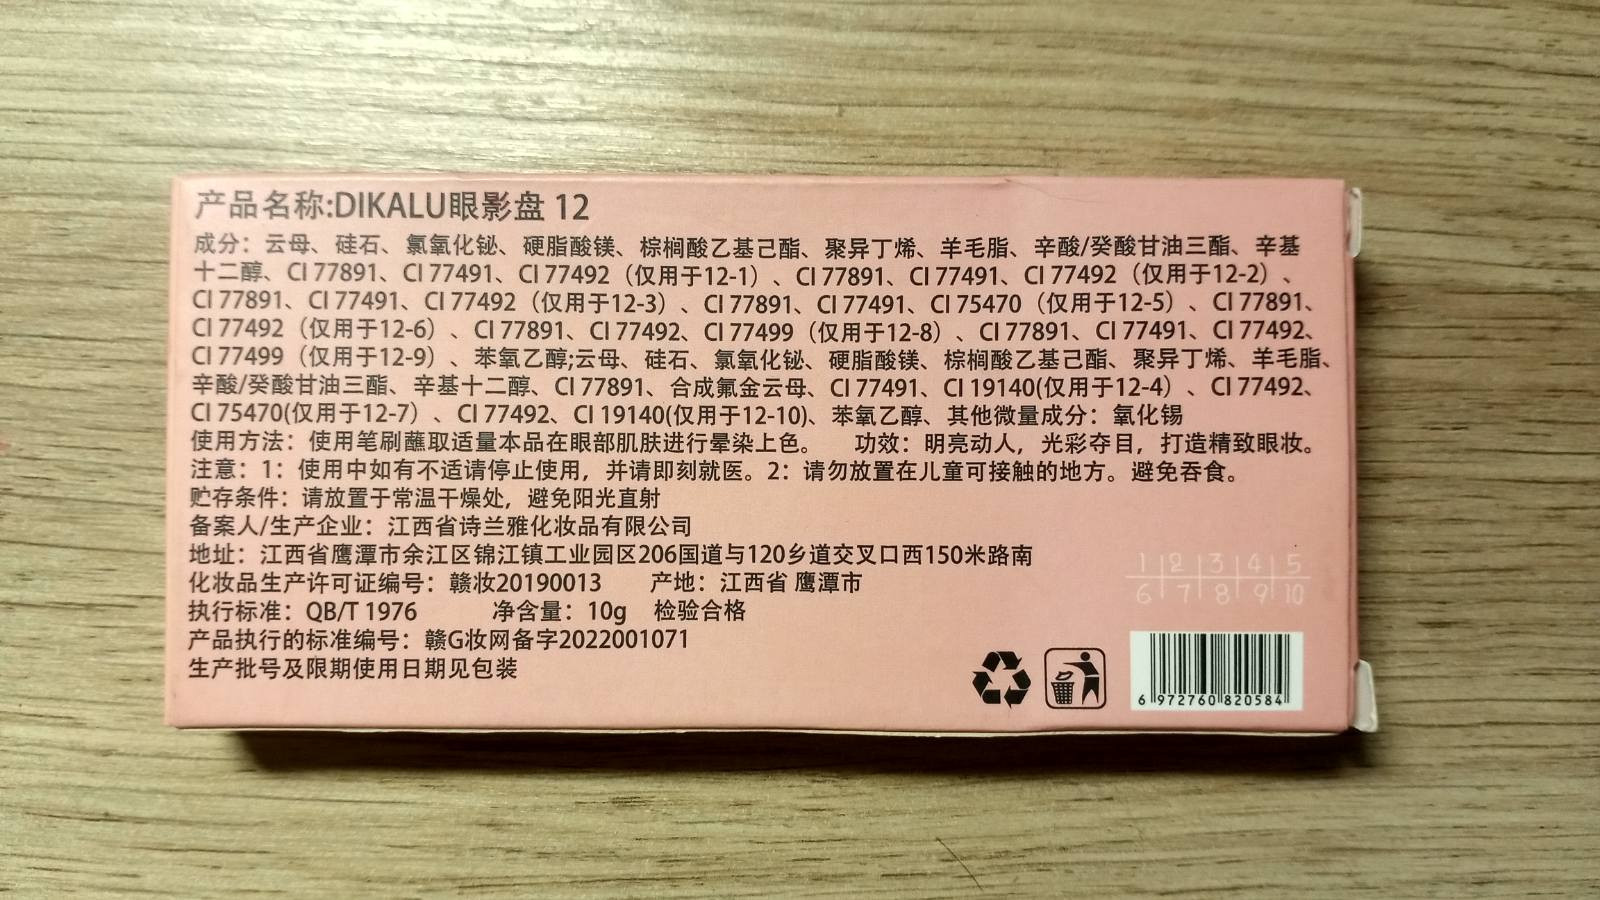 产品名称:DIKALU眼影盘 12
成分：云母、硅石、氯氧化铋、硬脂酸镁、棕榈酸乙基己酯、聚异丁烯、羊毛脂、辛酸/癸酸甘油三酯、辛基
十二醇、CI 77891、CI 77491、CI 77492（仅用于12-1）、CI 77891、CI 77491、CI 77492（仅用于12-2）、
CI 77891、CI 77491、CI 77492（仅用于12-3）、CI 77891、CI 77491、CI 75470（仅用于12-5）、CI 77891、
CI 77492（仅用于12-6）、CI 77891、CI 77492、CI 77499（仅用于12-8）、CI 77891、CI 77491、CI 77492、
CI 77499（仅用于12-9）、苯氧乙醇;云母、硅石、氯氧化铋、硬脂酸镁、棕榈酸乙基己酯、聚异丁烯、羊毛脂、
辛酸/癸酸甘油三酯、辛基十二醇、CI 77891、合成氟金云母、CI 77491、CI 19140(仅用于12-4）、CI 77492、
CI 75470(仅用于12-7）、CI 77492、CI 19140(仅用于12-10)、苯氧乙醇、其他微量成分：氧化锡
使用方法：使用笔刷蘸取适量本品在眼部肌肤进行晕染上色。 功效：明亮动人，光彩夺目，打造精致眼妆。
注意：1：使用中如有不适请停止使用，并请即刻就医。2：请勿放置在儿童可接触的地方。避免吞食。
贮存条件：请放置于常温干燥处，避免阳光直射
备案人/生产企业：江西省诗兰雅化妆品有限公司
地址：江西省鹰潭市余江区锦江镇工业园区206国道与120乡道交叉口西150米路南
化妆品生产许可证编号：赣妆20190013 产地：江西省 鹰潭市
执行标准：QB/T 1976 净含量：10g 检验合格
产品执行的标准编号：赣G妆网备字2022001071
生产批号及限期使用日期见包装
1 2 3 4 5
6 7 8 9 10
6 972760 820584